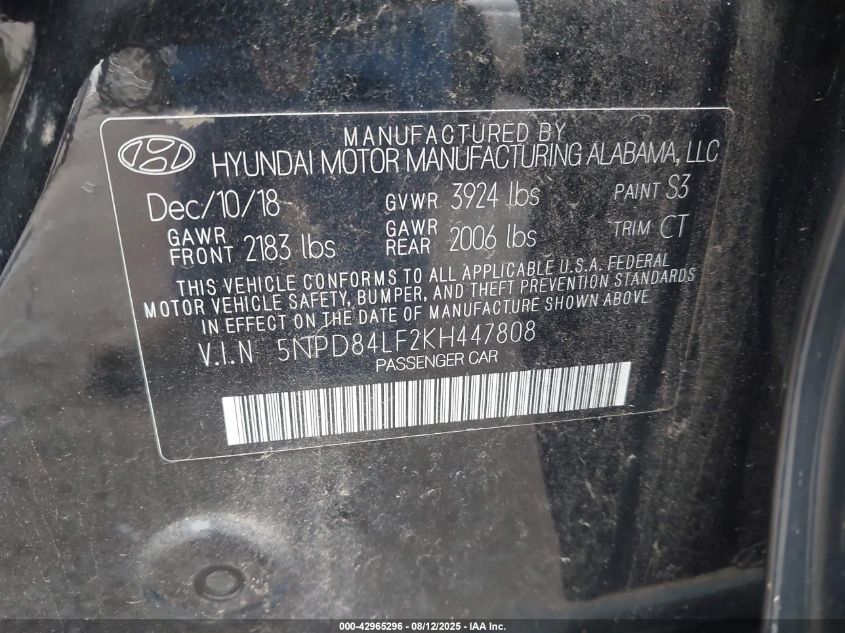 MANUFACTURED BY
HYUNDAI MOTOR MANUFACTURING ALABAMA, LLC
Dec/10/18 GVWR 3924 lbs PAINT S3
GAWR FRONT 2183 lbs GAWR REAR 2006 lbs TRIM CT
THIS VEHICLE CONFORMS TO ALL APPLICABLE U.S.A. FEDERAL
MOTOR VEHICLE SAFETY, BUMPER, AND THEFT PREVENTION STANDARDS
IN EFFECT ON THE DATE OF MANUFACTURE SHOWN ABOVE
V.I.N 5NPD84LF2KH447808
PASSENGER CAR
000-42965296 - 08/12/2025 - IAA Inc.